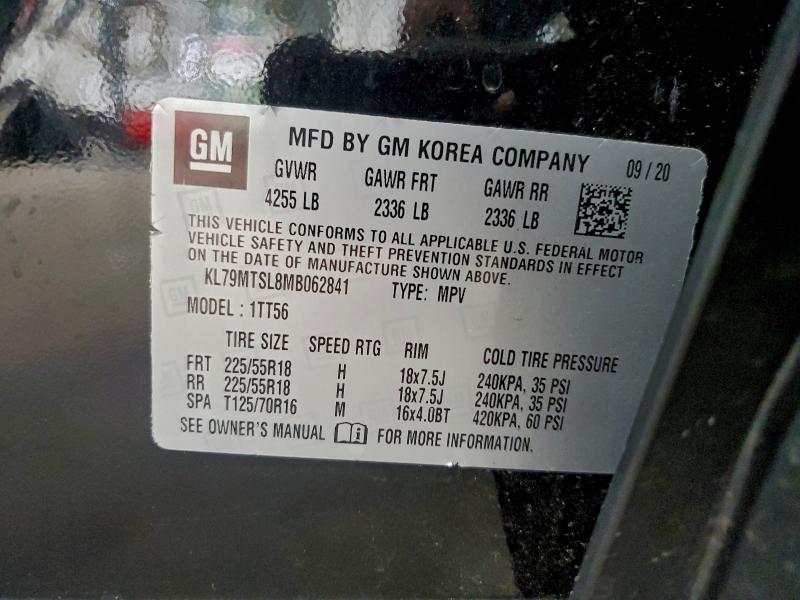 GM
MFD BY GM KOREA COMPANY 09 / 20
GVWR GAWR FRT GAWR RR
4255 LB 2336 LB 2336 LB
THIS VEHICLE CONFORMS TO ALL APPLICABLE U.S. FEDERAL MOTOR
VEHICLE SAFETY AND THEFT PREVENTION STANDARDS IN EFFECT
ON THE DATE OF MANUFACTURE SHOWN ABOVE.
KL79MTSL8MB062841 TYPE: MPV
MODEL : 1TT56
TIRE SIZE SPEED RTG RIM COLD TIRE PRESSURE
FRT 225/55R18 H 18x7.5J 240KPA, 35 PSI
RR 225/55R18 H 18x7.5J 240KPA, 35 PSI
SPA T125/70R16 M 16x4.0BT 420KPA, 60 PSI
SEE OWNER'S MANUAL FOR MORE INFORMATION.